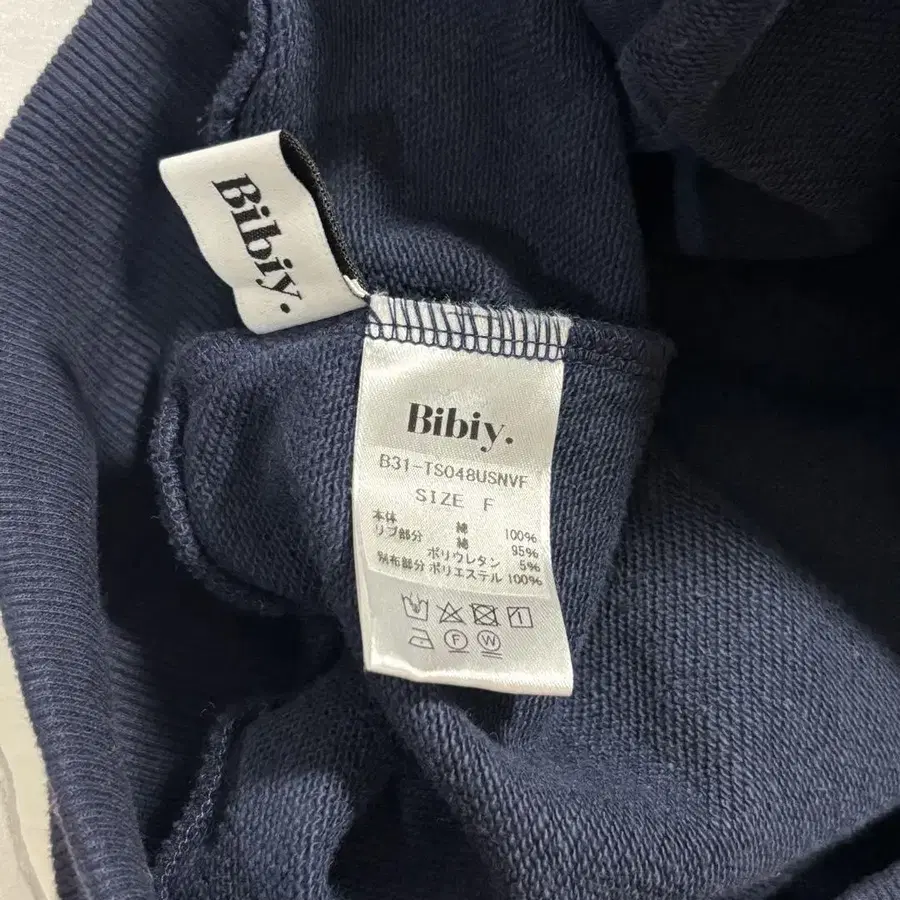 Bibiy.
Bibiy.
B31-TS048USNVF
SIZE F
本体 綿 100%
リブ部分 綿 95%
ポリウレタン 5%
別布部分 ポリエステル 100%
F W